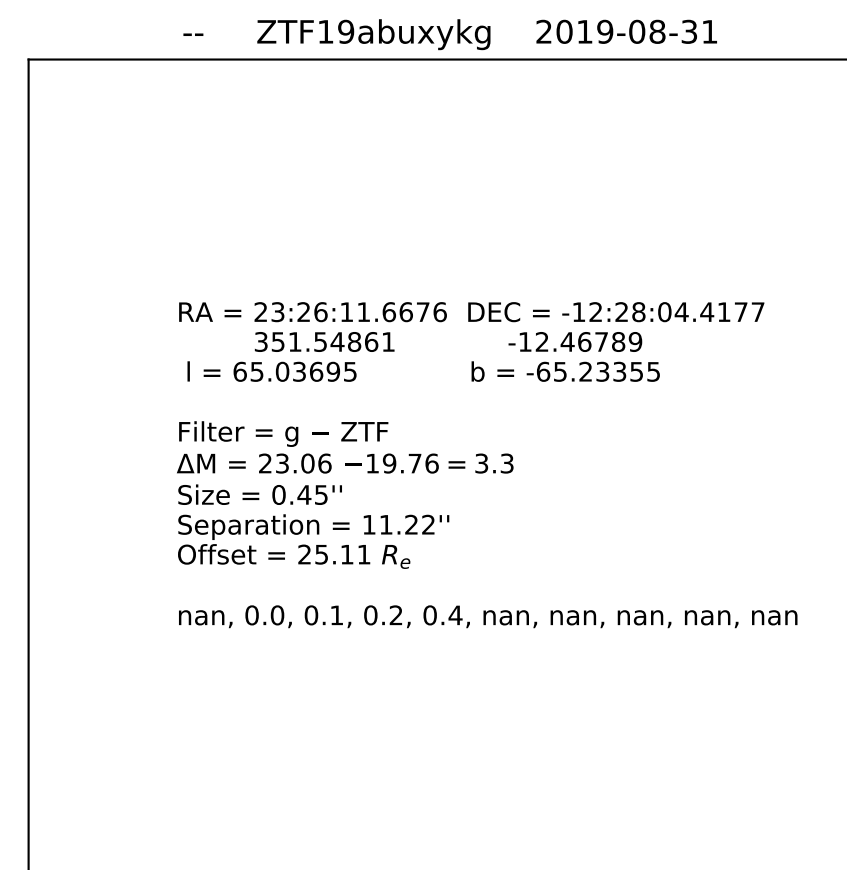 -- ZTF19abuxykg 2019-08-31
RA = 23:26:11.6676 DEC = -12:28:04.4177
351.54861 -12.46789
l = 65.03695 b = -65.23355
Filter = g − ZTF
ΔM = 23.06 −19.76 = 3.3
Size = 0.45''
Separation = 11.22''
Offset = 25.11 Rₑ
nan, 0.0, 0.1, 0.2, 0.4, nan, nan, nan, nan, nan